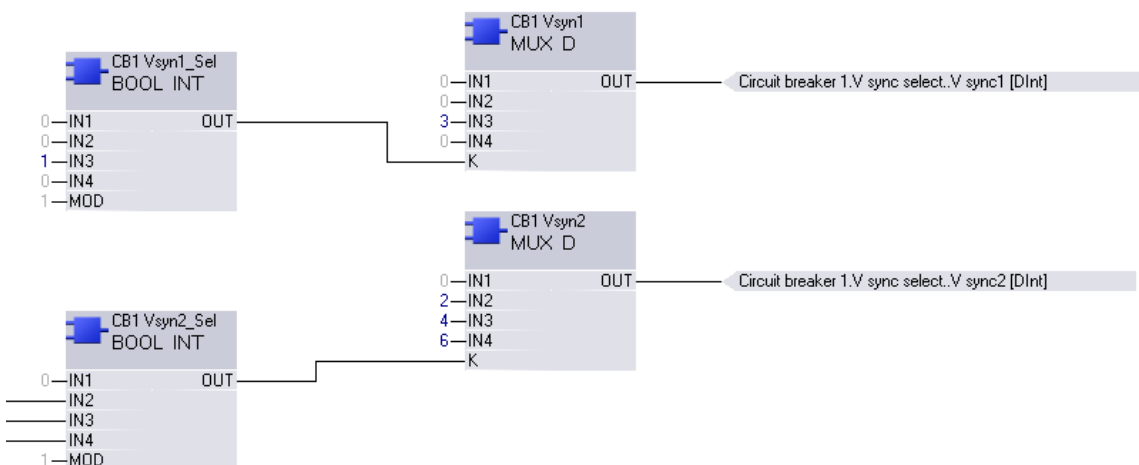 CB1 Vsyn1
MUX D
CB1 Vsyn1_Sel
BOOL INT
0 IN1 OUT
0 IN2
3 IN3
0 IN4
K
Circuit breaker 1.V sync select..V sync1 [DInt]
0 IN1 OUT
0 IN2
1 IN3
0 IN4
1 MOD
CB1 Vsyn2
MUX D
0 IN1 OUT
2 IN2
4 IN3
6 IN4
K
Circuit breaker 1.V sync select..V sync2 [DInt]
CB1 Vsyn2_Sel
BOOL INT
0 IN1 OUT
IN2
IN3
IN4
1 MOD